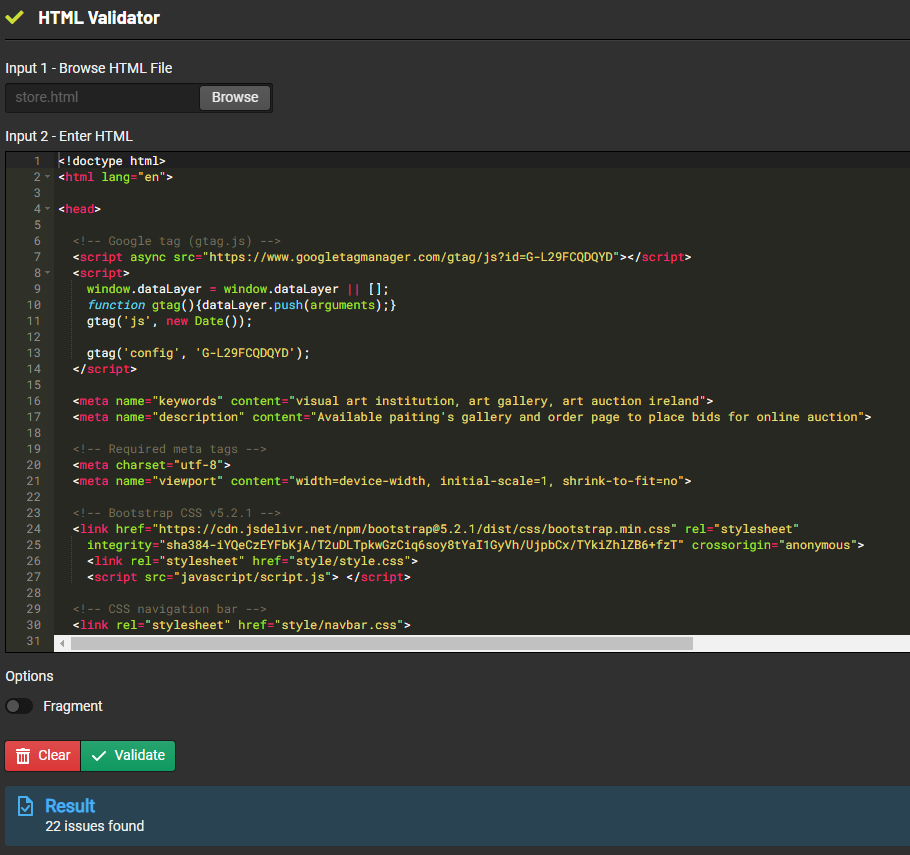 HTML Validator
Input 1 - Browse HTML File
store.html
Browse
Input 2 - Enter HTML
1 <!doctype html>
2 <html lang="en">
3
4 <head>
5
6 <!-- Google tag (gtag.js) -->
7 <script async src="https://www.googletagmanager.com/gtag/js?id=G-L29FCQDQYD"></script>
8 <script>
9 window.dataLayer = window.dataLayer || [];
10 function gtag(){dataLayer.push(arguments);}
11 gtag('js', new Date());
12
13 gtag('config', 'G-L29FCQDQYD');
14 </script>
15
16 <meta name="keywords" content="visual art institution, art gallery, art auction ireland">
17 <meta name="description" content="Available paiting's gallery and order page to place bids for online auction">
18
19 <!-- Required meta tags -->
20 <meta charset="utf-8">
21 <meta name="viewport" content="width=device-width, initial-scale=1, shrink-to-fit=no">
22
23 <!-- Bootstrap CSS v5.2.1 -->
24 <link href="https://cdn.jsdelivr.net/npm/bootstrap@5.2.1/dist/css/bootstrap.min.css" rel="stylesheet"
25 integrity="sha384-iYQeCzEYFbKjA/T2uDLTpkwGzCiq6soy8tYaI1GyVh/UjpbCx/TYkiZhlZB6+fzT" crossorigin="anonymous">
26 <link rel="stylesheet" href="style/style.css">
27 <script src="javascript/script.js"> </script>
28
29 <!-- CSS navigation bar -->
30 <link rel="stylesheet" href="style/navbar.css">
31
Options
Fragment
Clear
Validate
Result
22 issues found